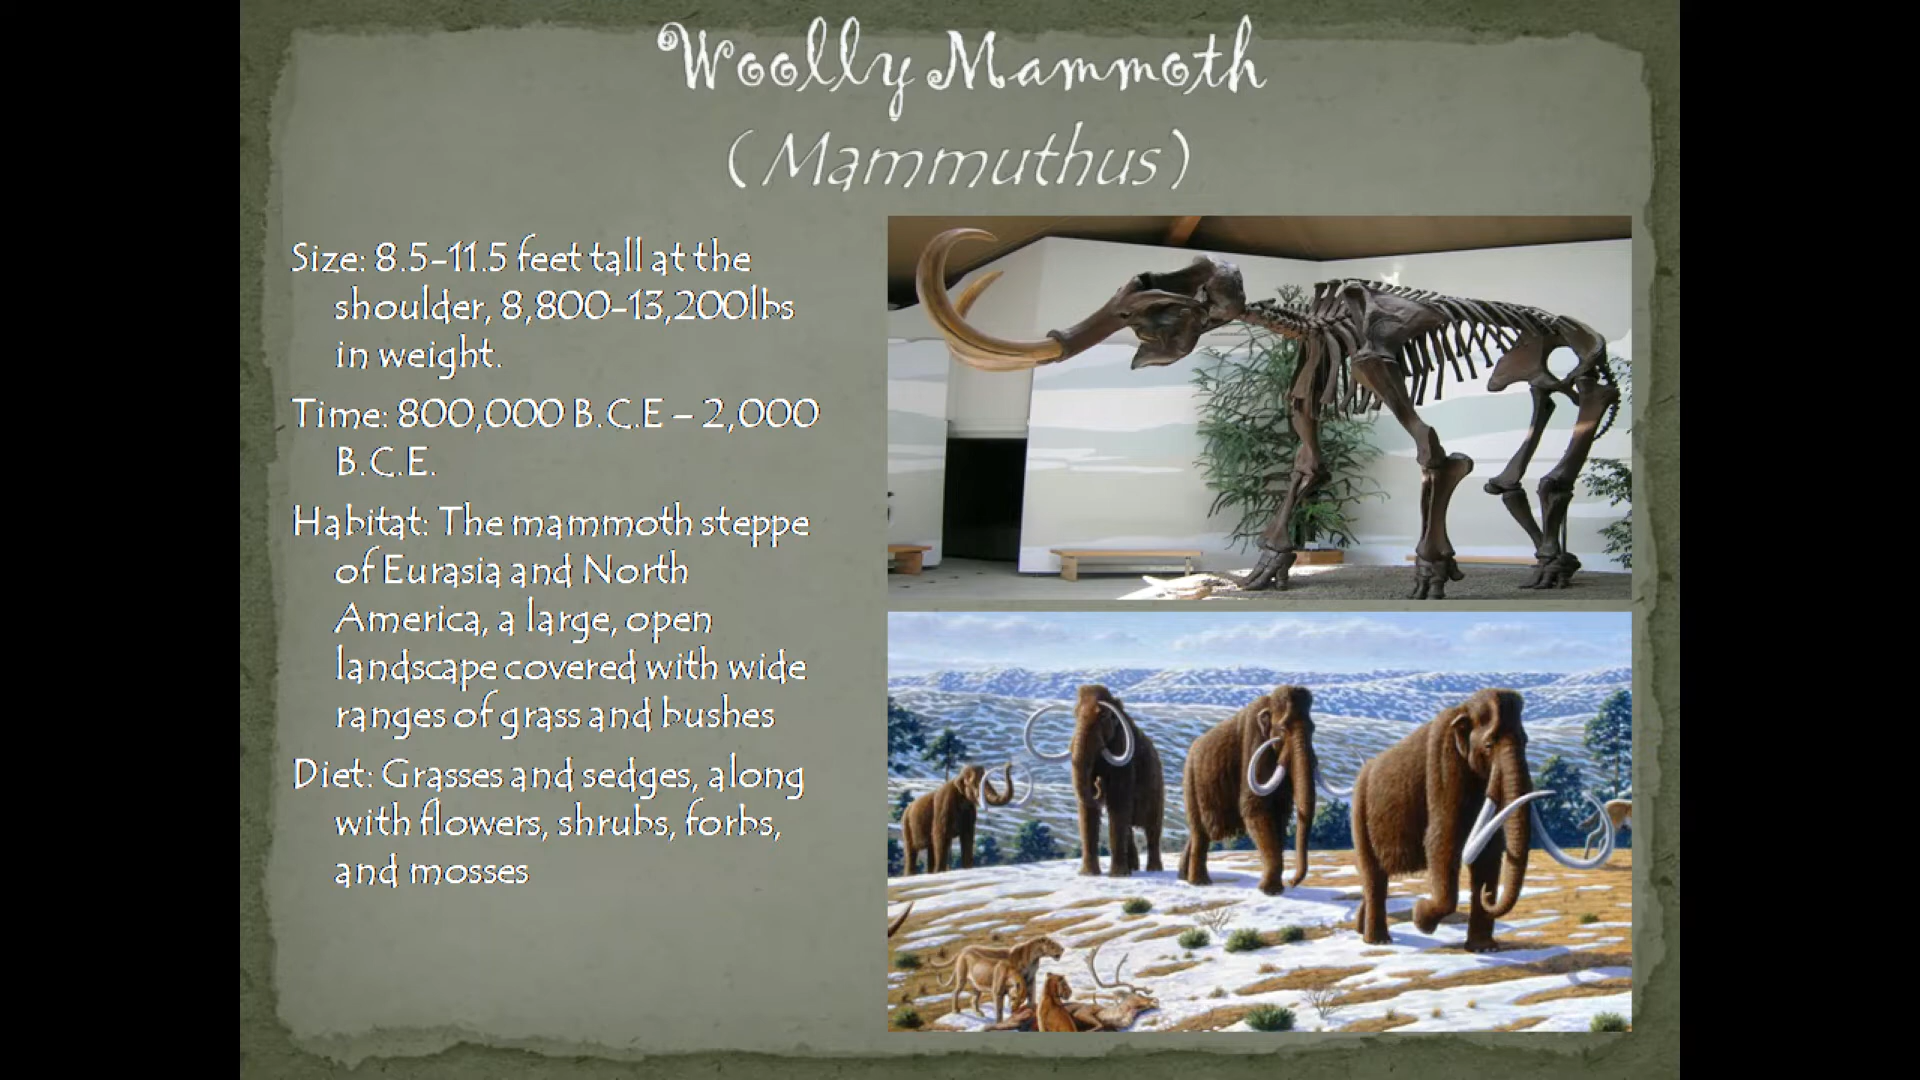 Woolly Mammoth
(Mammuthus)
Size: 8.5-11.5 feet tall at the
shoulder, 8,800-13,200lbs
in weight.
Time: 800,000 B.C.E – 2,000
B.C.E.
Habitat: The mammoth steppe
of Eurasia and North
America, a large, open
landscape covered with wide
ranges of grass and bushes
Diet: Grasses and sedges, along
with flowers, shrubs, forbs,
and mosses